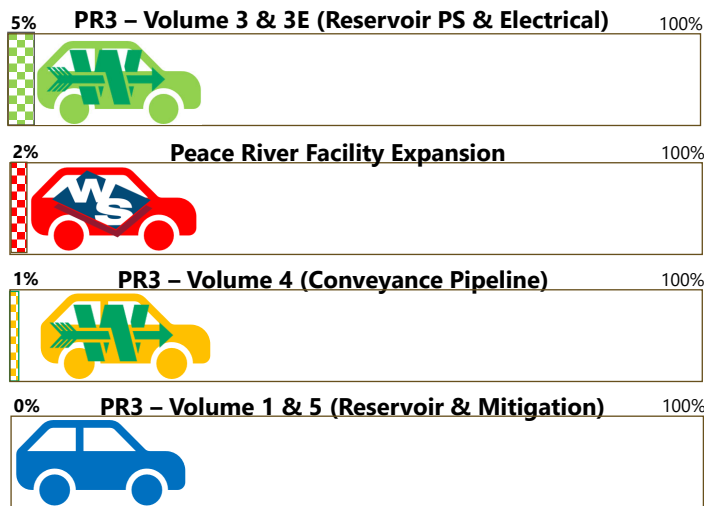 5% PR3 – Volume 3 & 3E (Reservoir PS & Electrical) 100%
W
2% Peace River Facility Expansion 100%
WS
1% PR3 – Volume 4 (Conveyance Pipeline) 100%
W
0% PR3 – Volume 1 & 5 (Reservoir & Mitigation) 100%